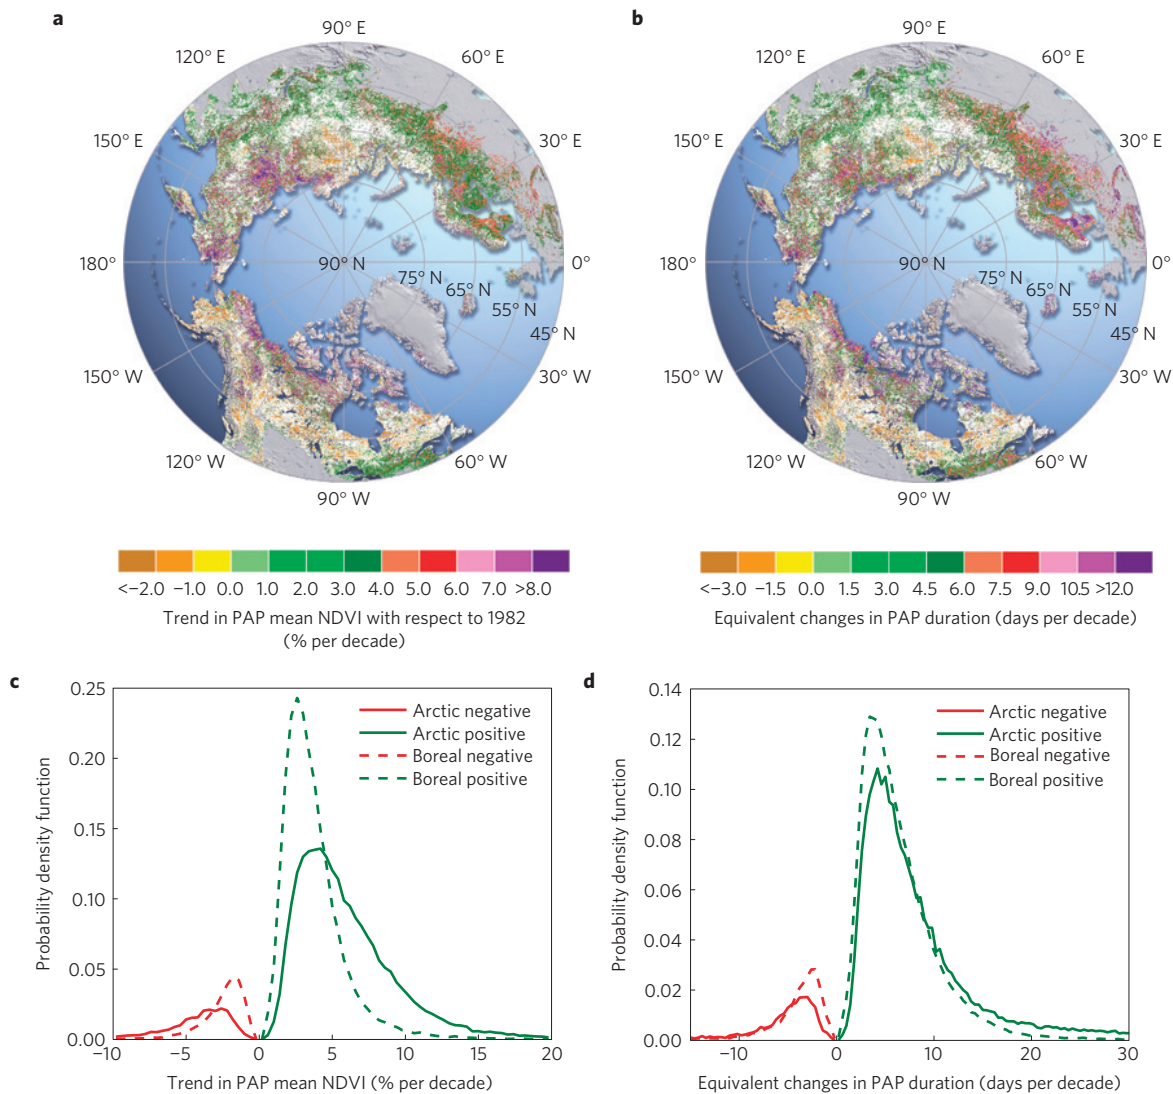 a
90° E
120° E
60° E
150° E
30° E
180°
90° N
0°
75° N
65° N
55° N
45° N
150° W
30° W
120° W
60° W
90° W
<−2.0 −1.0 0.0 1.0 2.0 3.0 4.0 5.0 6.0 7.0 >8.0
Trend in PAP mean NDVI with respect to 1982
(% per decade)
b
90° E
120° E
60° E
150° E
30° E
180°
90° N
0°
75° N
65° N
55° N
45° N
150° W
30° W
120° W
60° W
90° W
<−3.0 −1.5 0.0 1.5 3.0 4.5 6.0 7.5 9.0 10.5 >12.0
Equivalent changes in PAP duration (days per decade)
c
0.25
0.20
0.15
0.10
0.05
0.00
Probability density function
Arctic negative
Arctic positive
Boreal negative
Boreal positive
−10 −5 0 5 10 15 20
Trend in PAP mean NDVI (% per decade)
d
0.14
0.12
0.10
0.08
0.06
0.04
0.02
0.00
Probability density function
Arctic negative
Arctic positive
Boreal negative
Boreal positive
−10 0 10 20 30
Equivalent changes in PAP duration (days per decade)